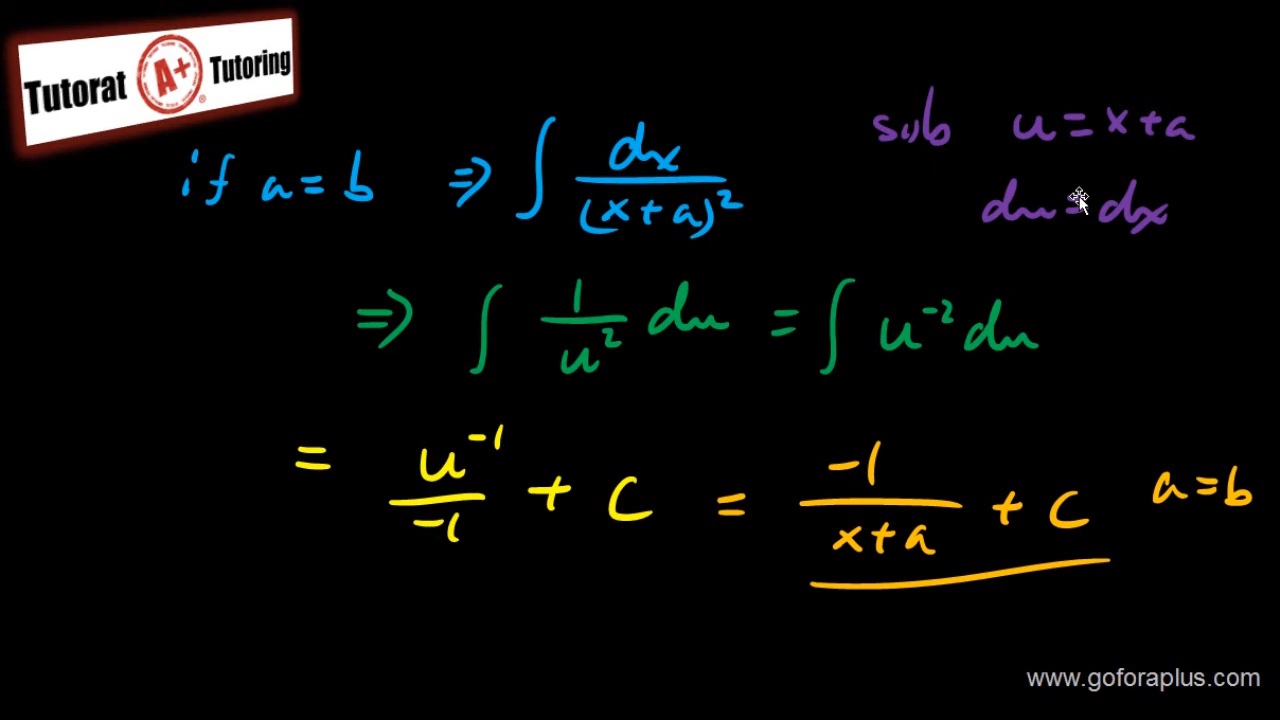 Tutorat A+ Tutoring
if a = b ⇒ ∫ dx / (x + a)²
sub u = x + a
du = dx
⇒ ∫ 1/u² du = ∫ u⁻² du
= u⁻¹ / -1 + C = -1 / (x + a) + C a = b
www.goforaplus.com